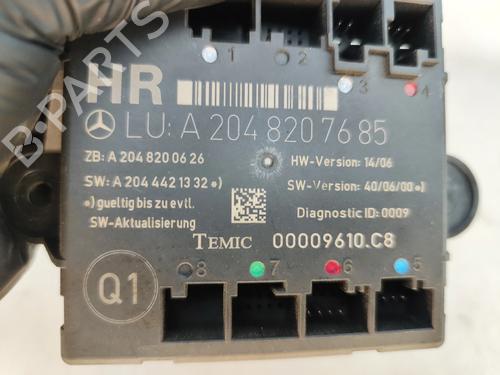 1 2 3 4
HR
LU: A 204 820 76 85
ZB: A 204 820 06 26
HW-Version: 14/06
SW: A 204 442 13 32 •)
SW-Version: 40/06/00 •)
•) gueltig bis zu evtl.
SW-Aktualisierung
Diagnostic ID: 0009
TEMIC 00009610.C8
8 7 6 5
Q1
B-PARTS